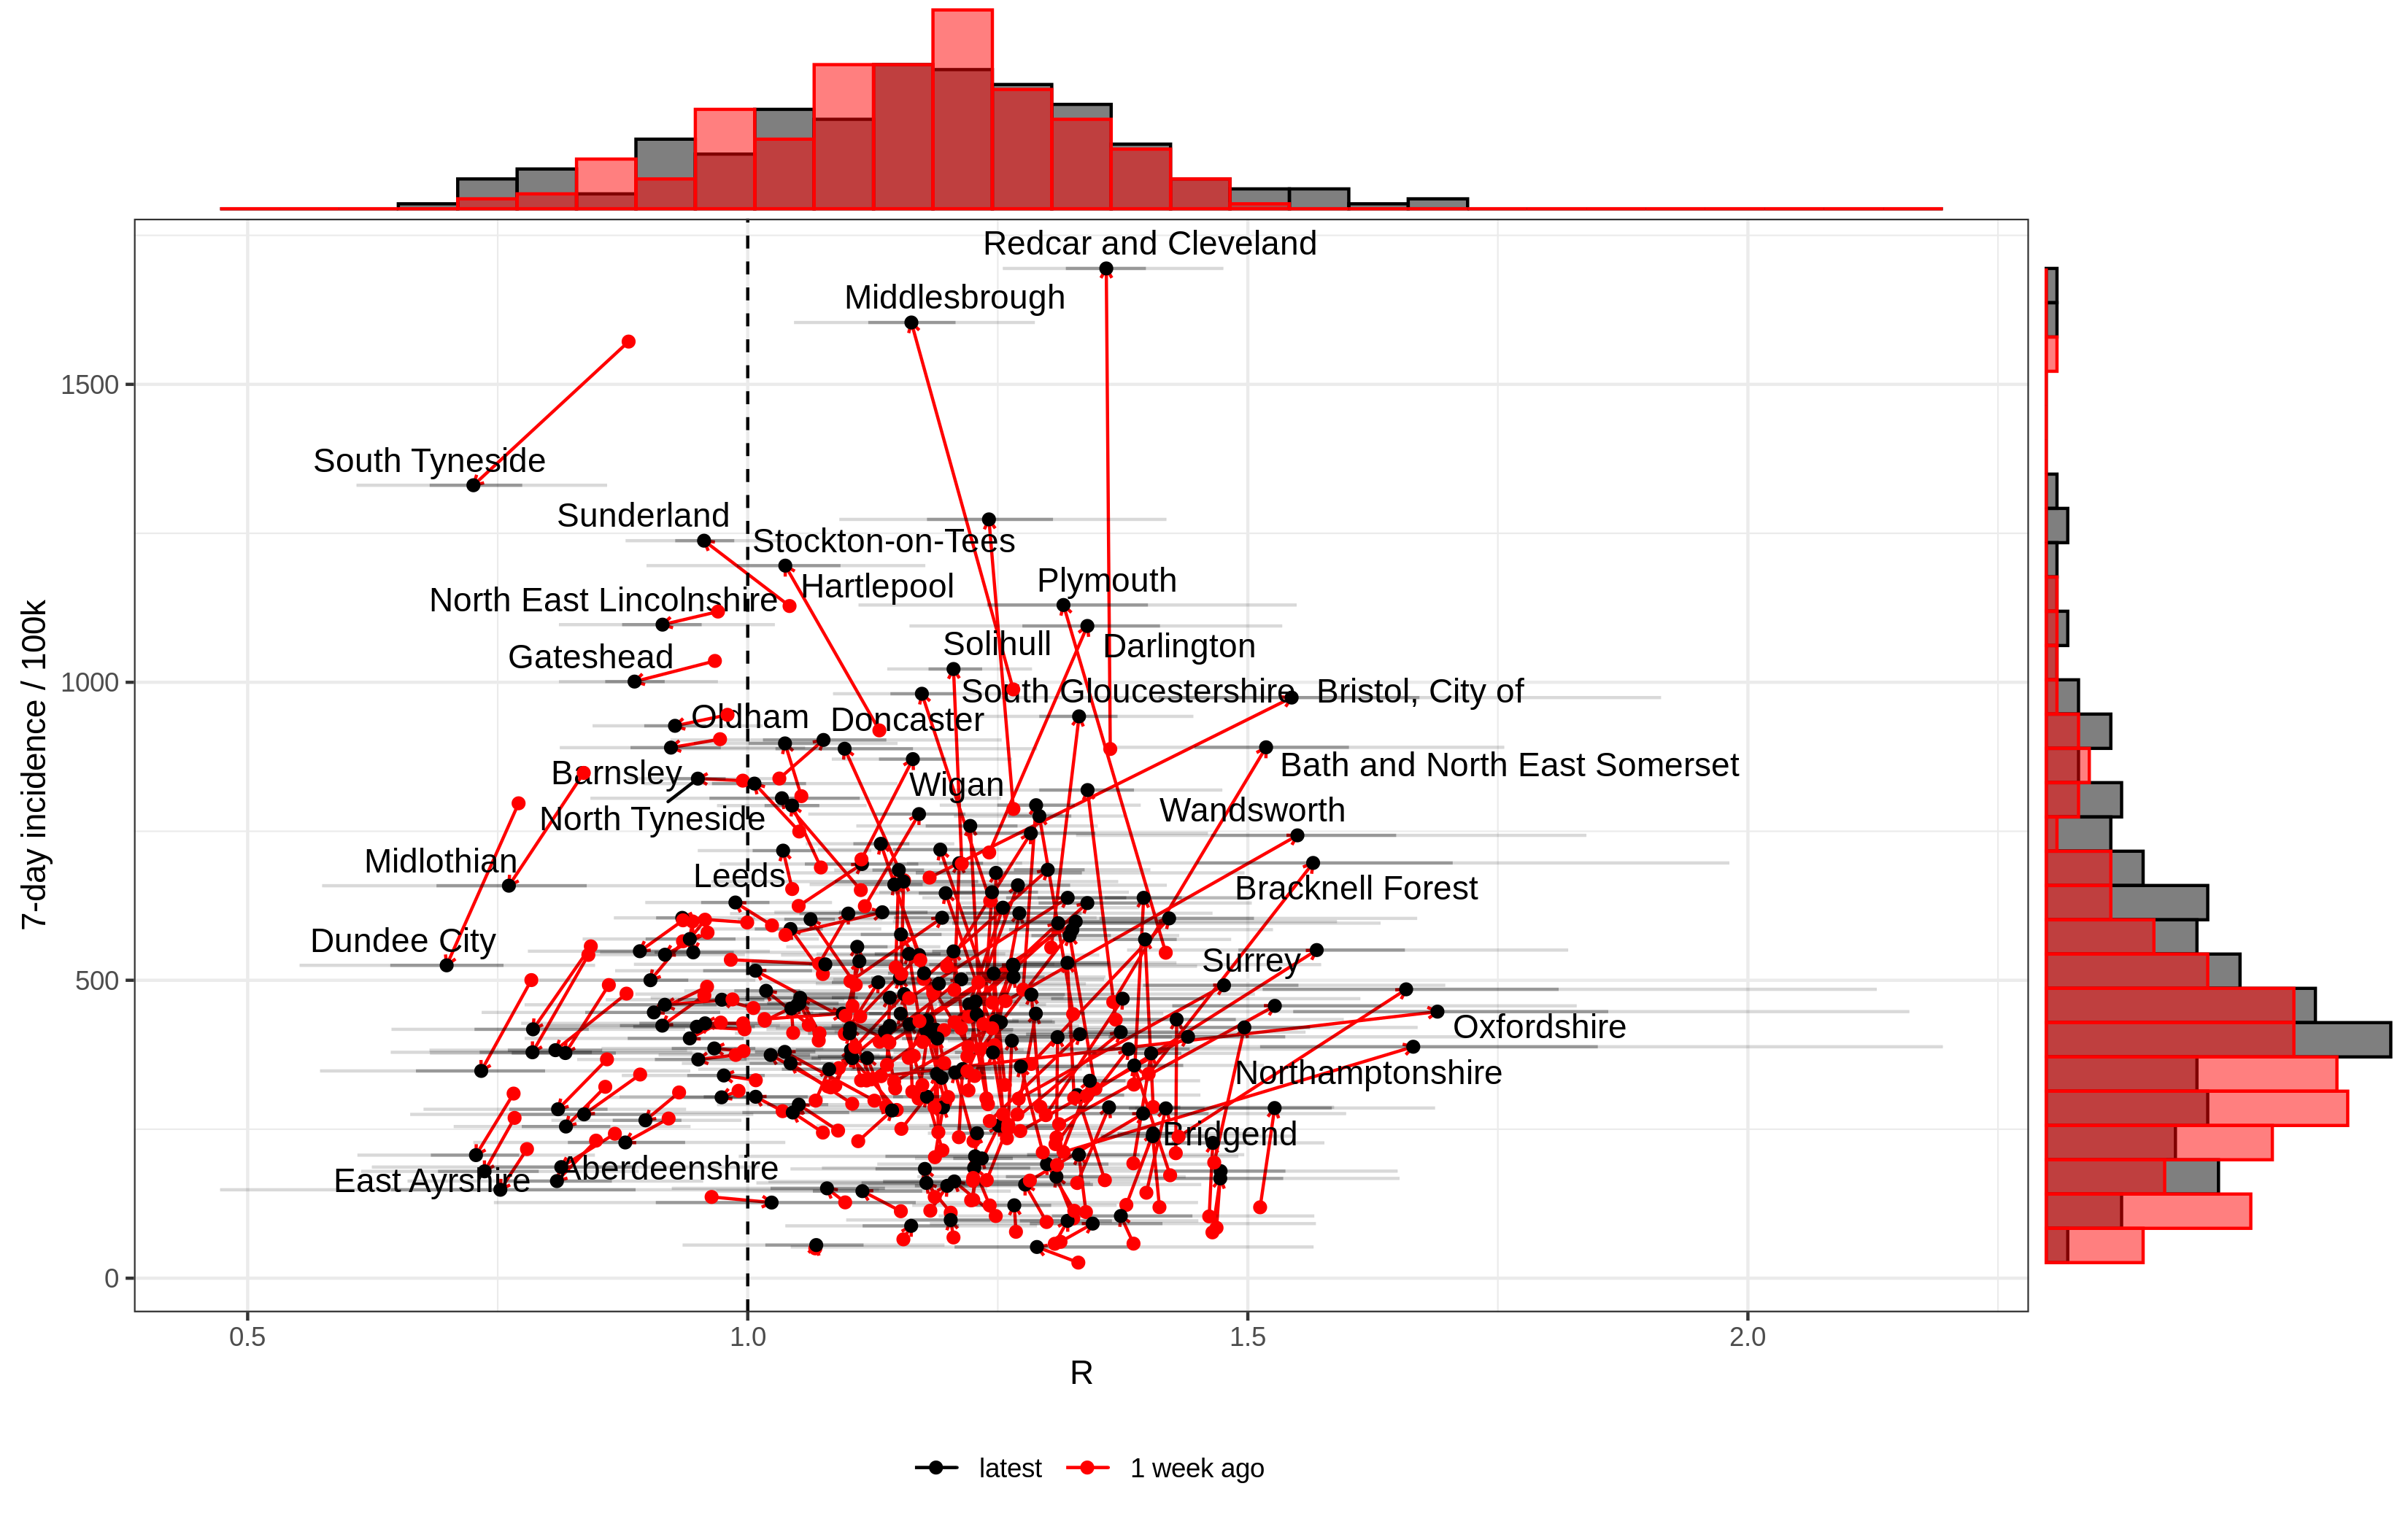 Redcar and Cleveland
Middlesbrough
1500
South Tyneside
Sunderland
Stockton-on-Tees
Hartlepool
Plymouth
North East Lincolnshire
Solihull
Darlington
Gateshead
1000
South Gloucestershire
Bristol, City of
Oldham
Doncaster
Barnsley
Wigan
Bath and North East Somerset
North Tyneside
Wandsworth
Midlothian
Leeds
Bracknell Forest
Dundee City
Surrey
500
Oxfordshire
Northamptonshire
Bridgend
Aberdeenshire
East Ayrshire
0
7-day incidence / 100k
0.5
1.0
1.5
2.0
R
latest
1 week ago